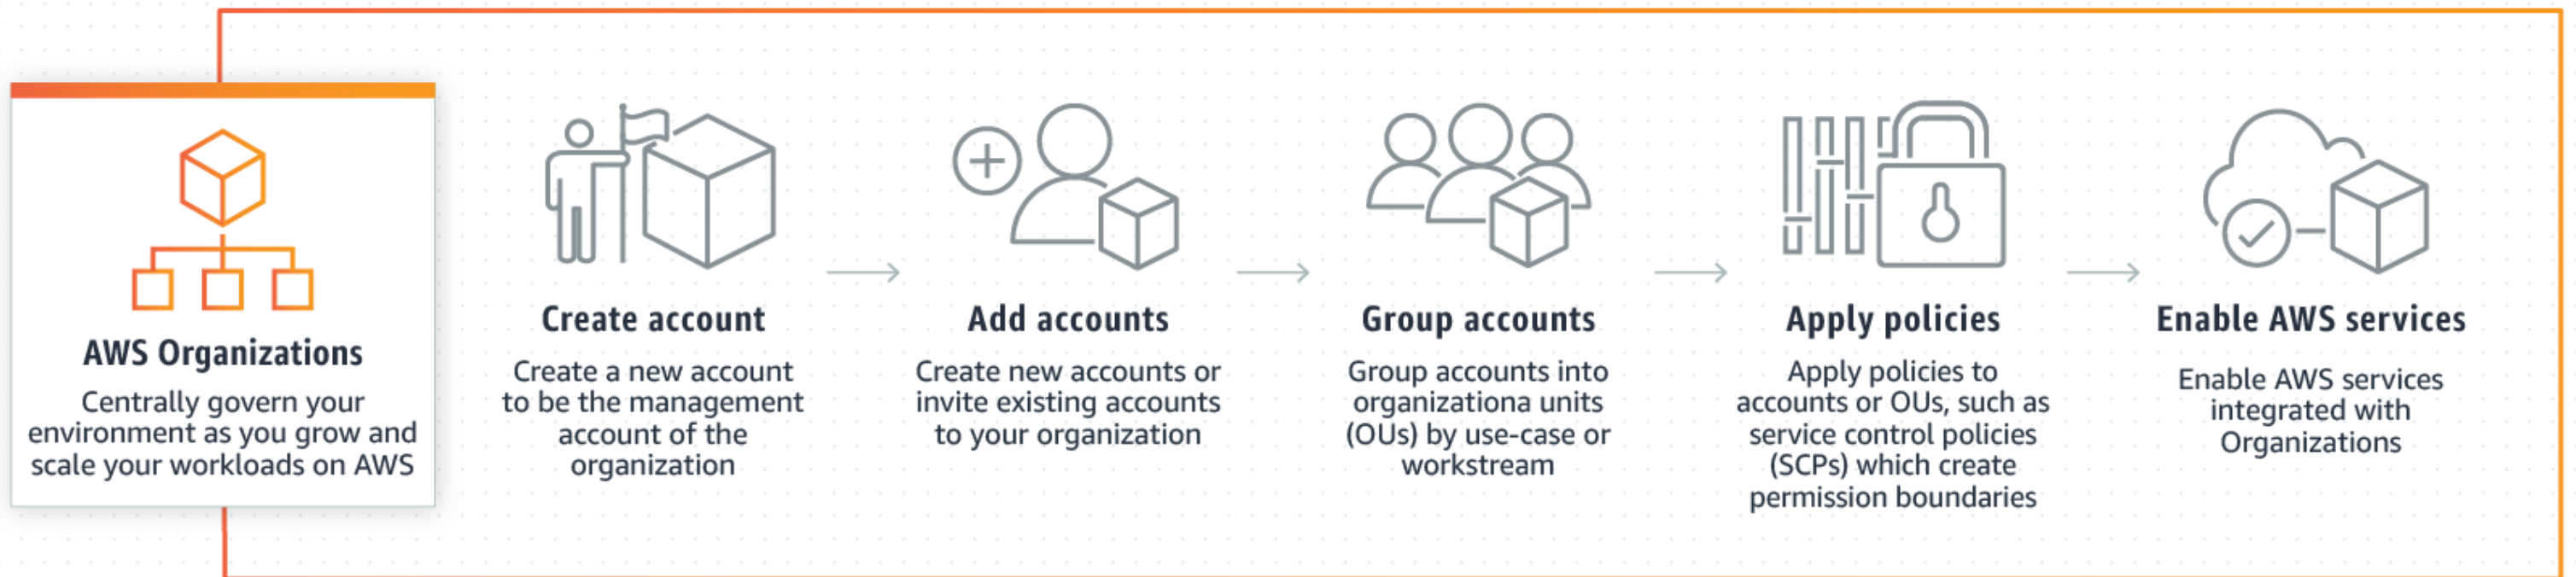 AWS Organizations
Centrally govern your
environment as you grow and
scale your workloads on AWS
Create account
Create a new account
to be the management
account of the
organization
Add accounts
Create new accounts or
invite existing accounts
to your organization
Group accounts
Group accounts into
organizationa units
(OUs) by use-case or
workstream
Apply policies
Apply policies to
accounts or OUs, such as
service control policies
(SCPs) which create
permission boundaries
Enable AWS services
Enable AWS services
integrated with
Organizations